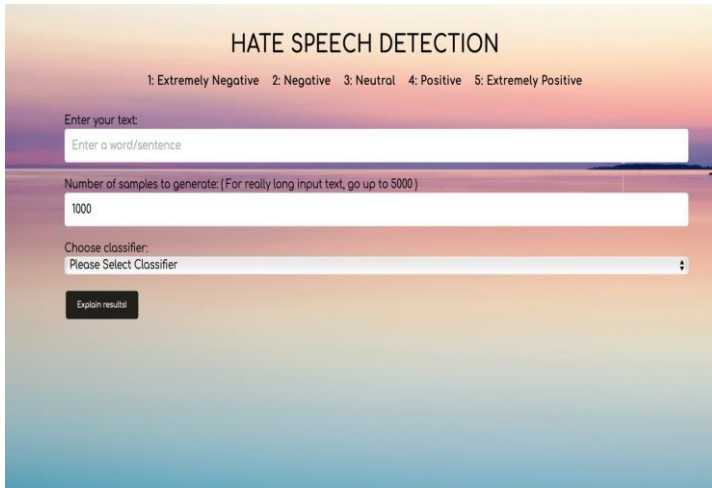 HATE SPEECH DETECTION
1: Extremely Negative 2: Negative 3: Neutral 4: Positive 5: Extremely Positive
Enter your text:
Enter a word/sentence
Number of samples to generate: ( For really long input text, go up to 5000 )
1000
Choose classifier:
Please Select Classifier
Explain results!